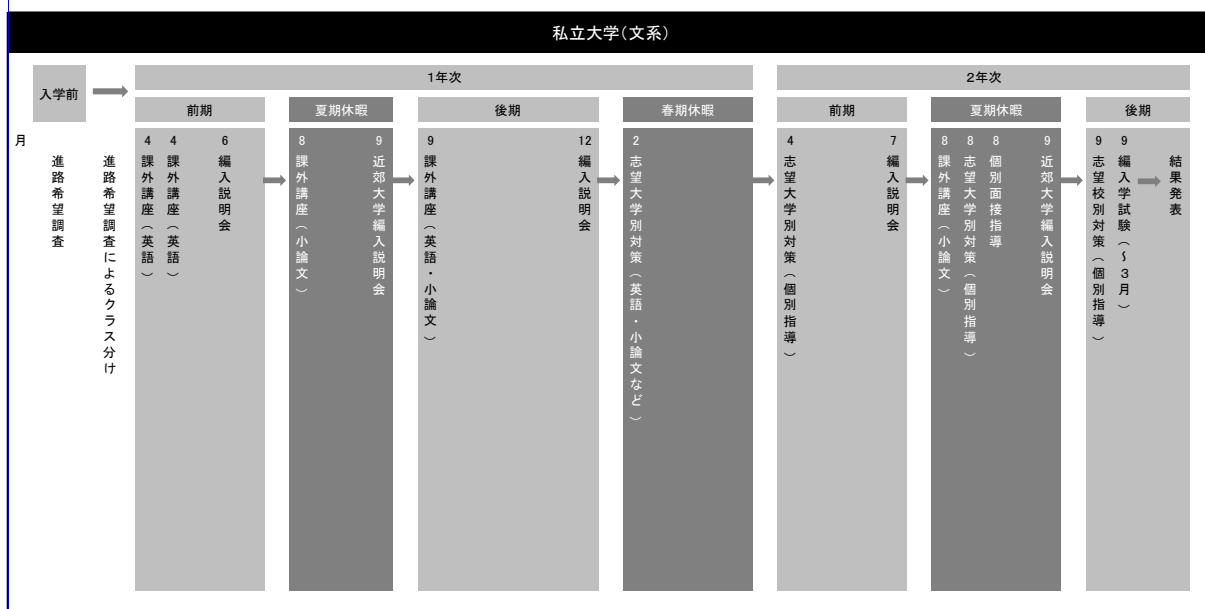 私立大学(文系)
入学前
1年次
2年次
前期
夏期休暇
後期
春期休暇
前期
夏期休暇
後期
月
進路希望調査
進路希望調査によるクラス分け
4
課外講座(英語)
4
課外講座(英語)
6
編入説明会
8
課外講座(小論文)
9
近郊大学編入説明会
9
課外講座(英語・小論文)
12
編入説明会
2
志望大学別対策(英語・小論文など)
4
志望大学別対策(個別指導)
7
編入説明会
8
課外講座(小論文)
8
志望大学別対策(個別指導)
8
個別面接指導
9
近郊大学編入説明会
9
志望校別対策(個別指導)
9
編入学試験(~3月)
結果発表